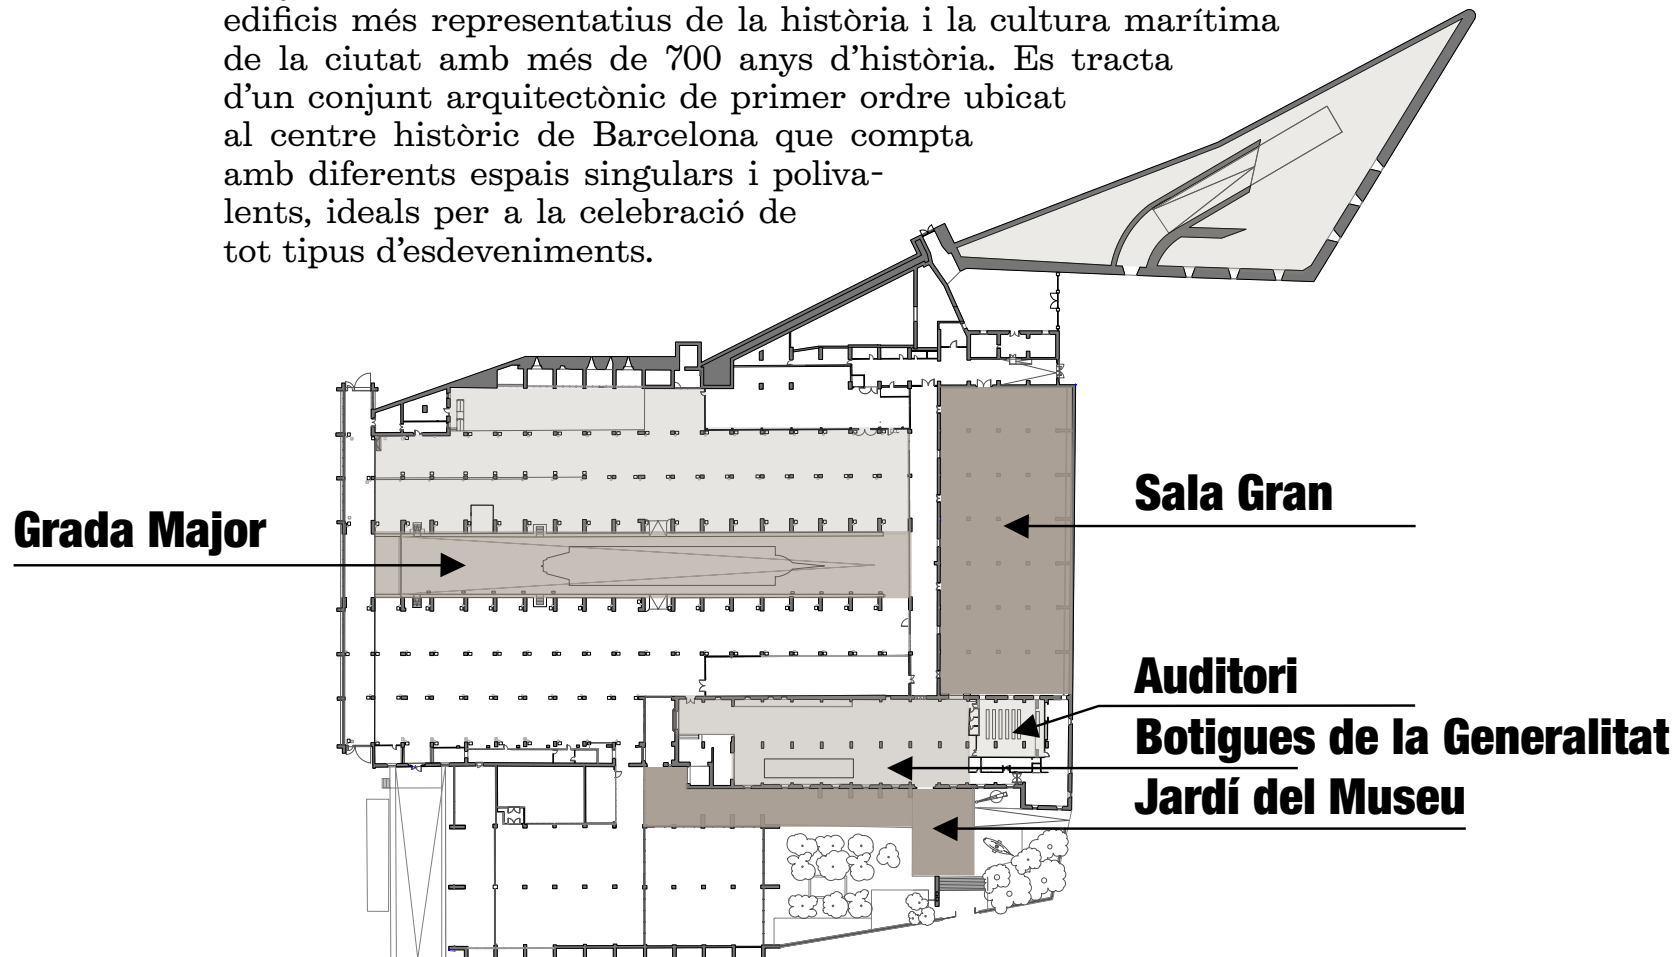 edificis més representatius de la història i la cultura marítima
de la ciutat amb més de 700 anys d'història. Es tracta
d'un conjunt arquitectònic de primer ordre ubicat
al centre històric de Barcelona que compta
amb diferents espais singulars i poliva-
lents, ideals per a la celebració de
tot tipus d'esdeveniments.
Sala Gran
Grada Major
Auditori
Botigues de la Generalitat
Jardí del Museu